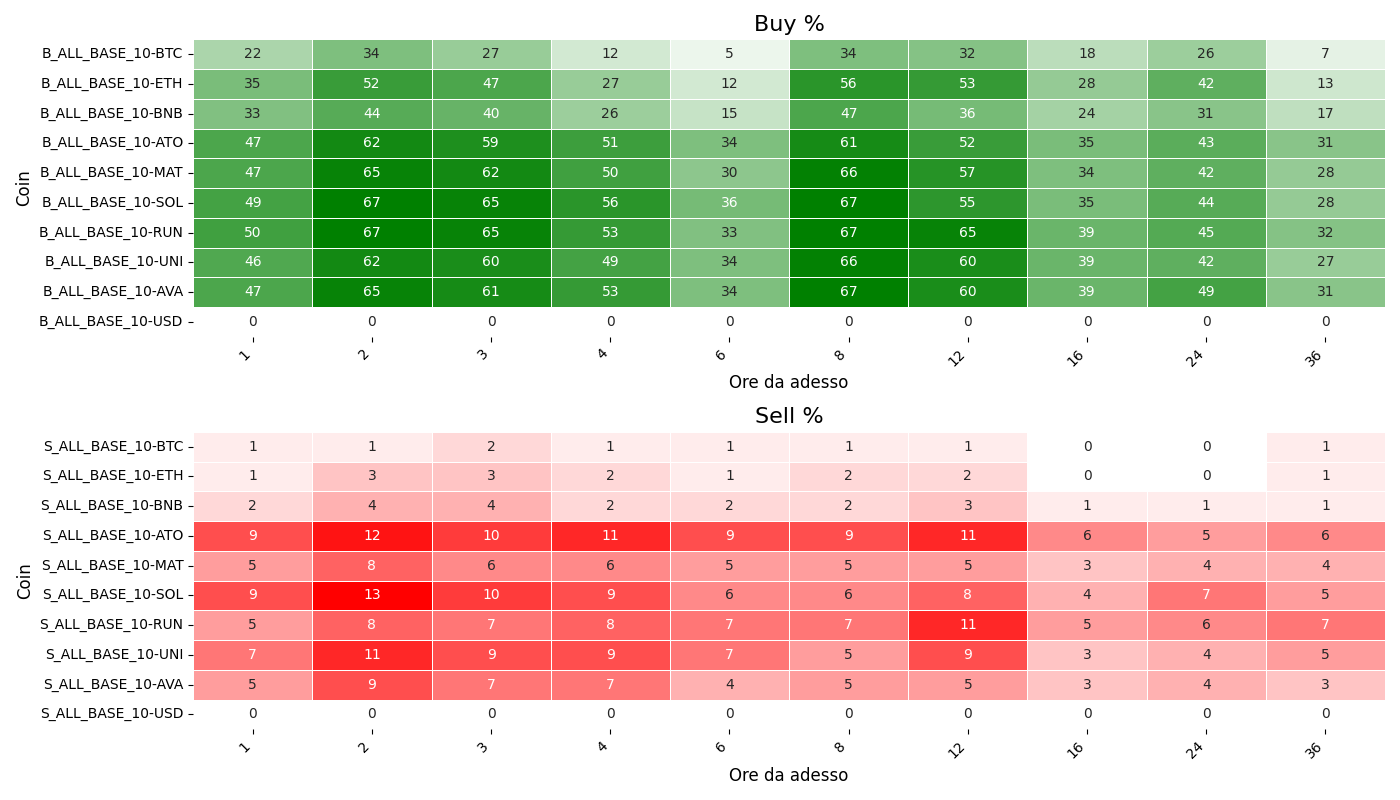 Buy %
Coin
B_ALL_BASE_10-BTC 22 34 27 12 5 34 32 18 26 7
B_ALL_BASE_10-ETH 35 52 47 27 12 56 53 28 42 13
B_ALL_BASE_10-BNB 33 44 40 26 15 47 36 24 31 17
B_ALL_BASE_10-ATO 47 62 59 51 34 61 52 35 43 31
B_ALL_BASE_10-MAT 47 65 62 50 30 66 57 34 42 28
B_ALL_BASE_10-SOL 49 67 65 56 36 67 55 35 44 28
B_ALL_BASE_10-RUN 50 67 65 53 33 67 65 39 45 32
B_ALL_BASE_10-UNI 46 62 60 49 34 66 60 39 42 27
B_ALL_BASE_10-AVA 47 65 61 53 34 67 60 39 49 31
B_ALL_BASE_10-USD 0 0 0 0 0 0 0 0 0 0
1 2 3 4 6 8 12 16 24 36
Ore da adesso
Sell %
Coin
S_ALL_BASE_10-BTC 1 1 2 1 1 1 1 0 0 1
S_ALL_BASE_10-ETH 1 3 3 2 1 2 2 0 0 1
S_ALL_BASE_10-BNB 2 4 4 2 2 2 3 1 1 1
S_ALL_BASE_10-ATO 9 12 10 11 9 9 11 6 5 6
S_ALL_BASE_10-MAT 5 8 6 6 5 5 5 3 4 4
S_ALL_BASE_10-SOL 9 13 10 9 6 6 8 4 7 5
S_ALL_BASE_10-RUN 5 8 7 8 7 7 11 5 6 7
S_ALL_BASE_10-UNI 7 11 9 9 7 5 9 3 4 5
S_ALL_BASE_10-AVA 5 9 7 7 4 5 5 3 4 3
S_ALL_BASE_10-USD 0 0 0 0 0 0 0 0 0 0
1 2 3 4 6 8 12 16 24 36
Ore da adesso